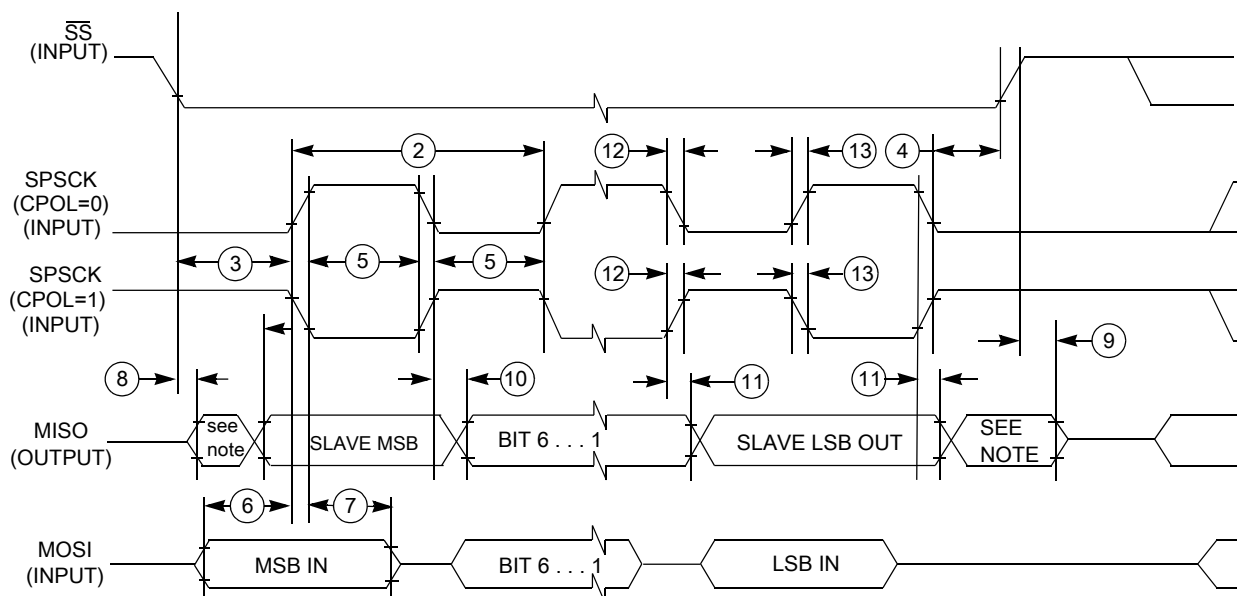 SS
(INPUT)
2
12
13
4
SPSCK
(CPOL=0)
(INPUT)
3
5
5
SPSCK
(CPOL=1)
(INPUT)
12
13
9
8
10
11
11
MISO
(OUTPUT)
see
note
SLAVE MSB
BIT 6 . . . 1
SLAVE LSB OUT
SEE
NOTE
6
7
MOSI
(INPUT)
MSB IN
BIT 6 . . . 1
LSB IN